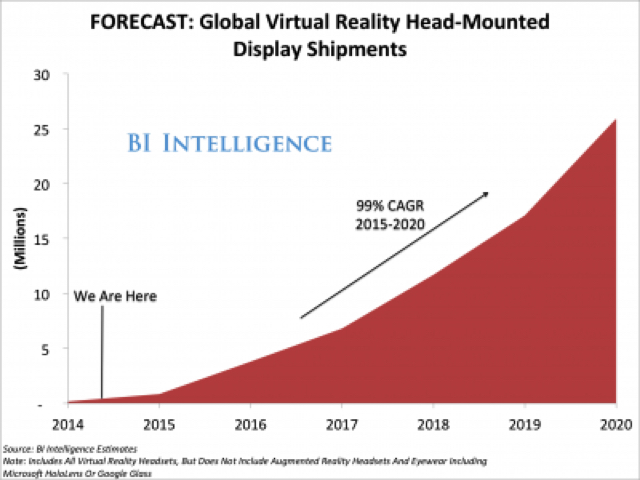 FORECAST: Global Virtual Reality Head-Mounted
Display Shipments
30
25
20
15
10
5
-
(Millions)
BI INTELLIGENCE
99% CAGR
2015-2020
We Are Here
2014 2015 2016 2017 2018 2019 2020
Source: BI Intelligence Estimates
Note: Includes All Virtual Reality Headsets, But Does Not Include Augmented Reality Headsets And Eyewear Including
Microsoft HoloLens Or Google Glass